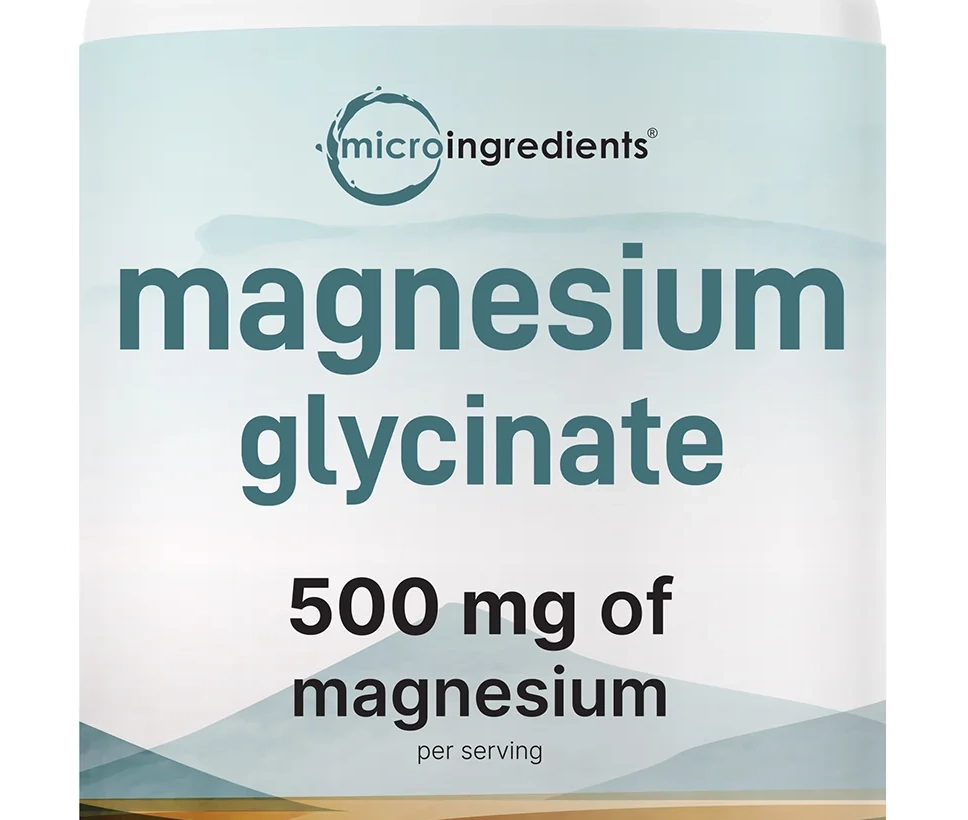 microingredients®
magnesium
glycinate
500 mg of
magnesium
per serving